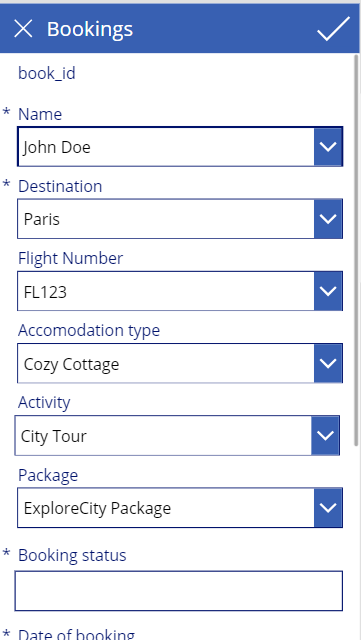 Bookings
book_id
* Name
John Doe
* Destination
Paris
Flight Number
FL123
Accomodation type
Cozy Cottage
Activity
City Tour
Package
ExploreCity Package
* Booking status
* Date of booking